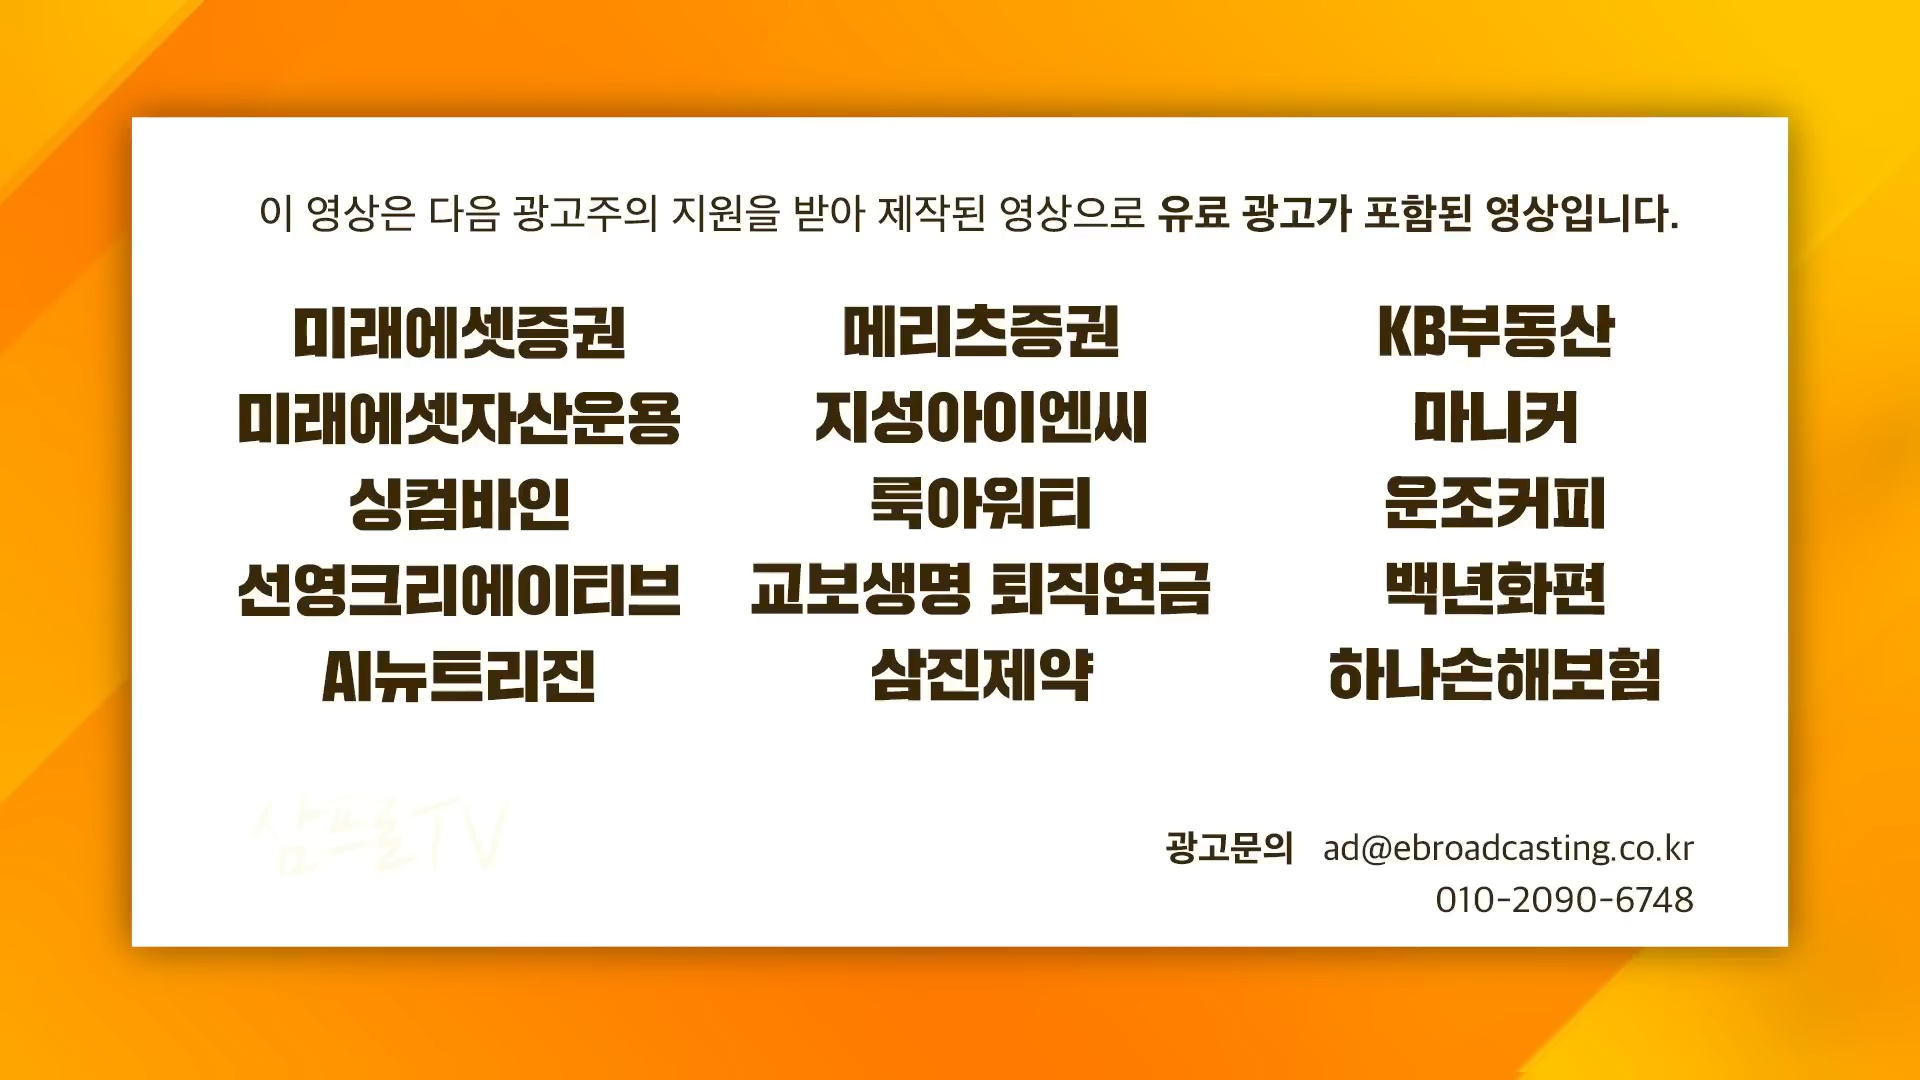 이 영상은 다음 광고주의 지원을 받아 제작된 영상으로 유료 광고가 포함된 영상입니다.
미래에셋증권 메리츠증권 KB부동산
미래에셋자산운용 지성아이엔씨 마니커
싱컴바인 룩아워티 운조커피
선영크리에이티브 교보생명 퇴직연금 백년화편
AI뉴트리진 삼진제약 하나손해보험
삼프로TV
광고문의 ad@ebroadcasting.co.kr
010-2090-6748